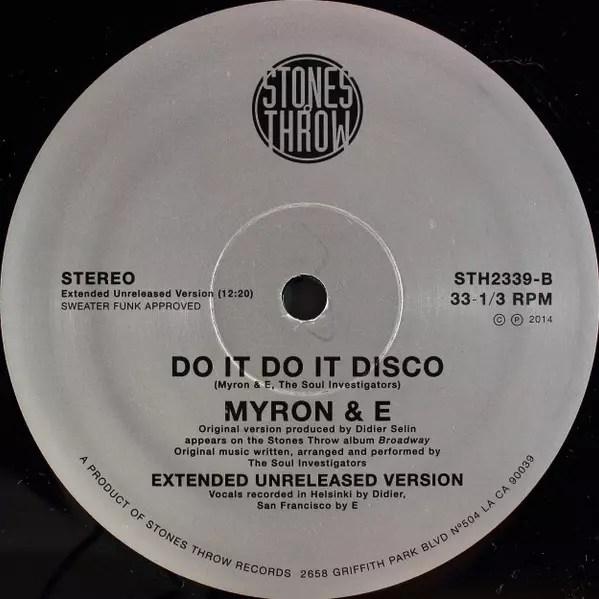 STONES
THROW
STEREO
Extended Unreleased Version (12:20)
SWEATER FUNK APPROVED
STH2339-B
33-1/3 RPM
© ℗ 2014
DO IT DO IT DISCO
(Myron & E, The Soul Investigators)
MYRON & E
Original version produced by Didier Selin
appears on the Stones Throw album Broadway
Original music written, arranged and performed by
The Soul Investigators
EXTENDED UNRELEASED VERSION
Vocals recorded in Helsinki by Didier,
San Francisco by E
A PRODUCT OF STONES THROW RECORDS 2658 GRIFFITH PARK BLVD Nº504 LA CA 90039